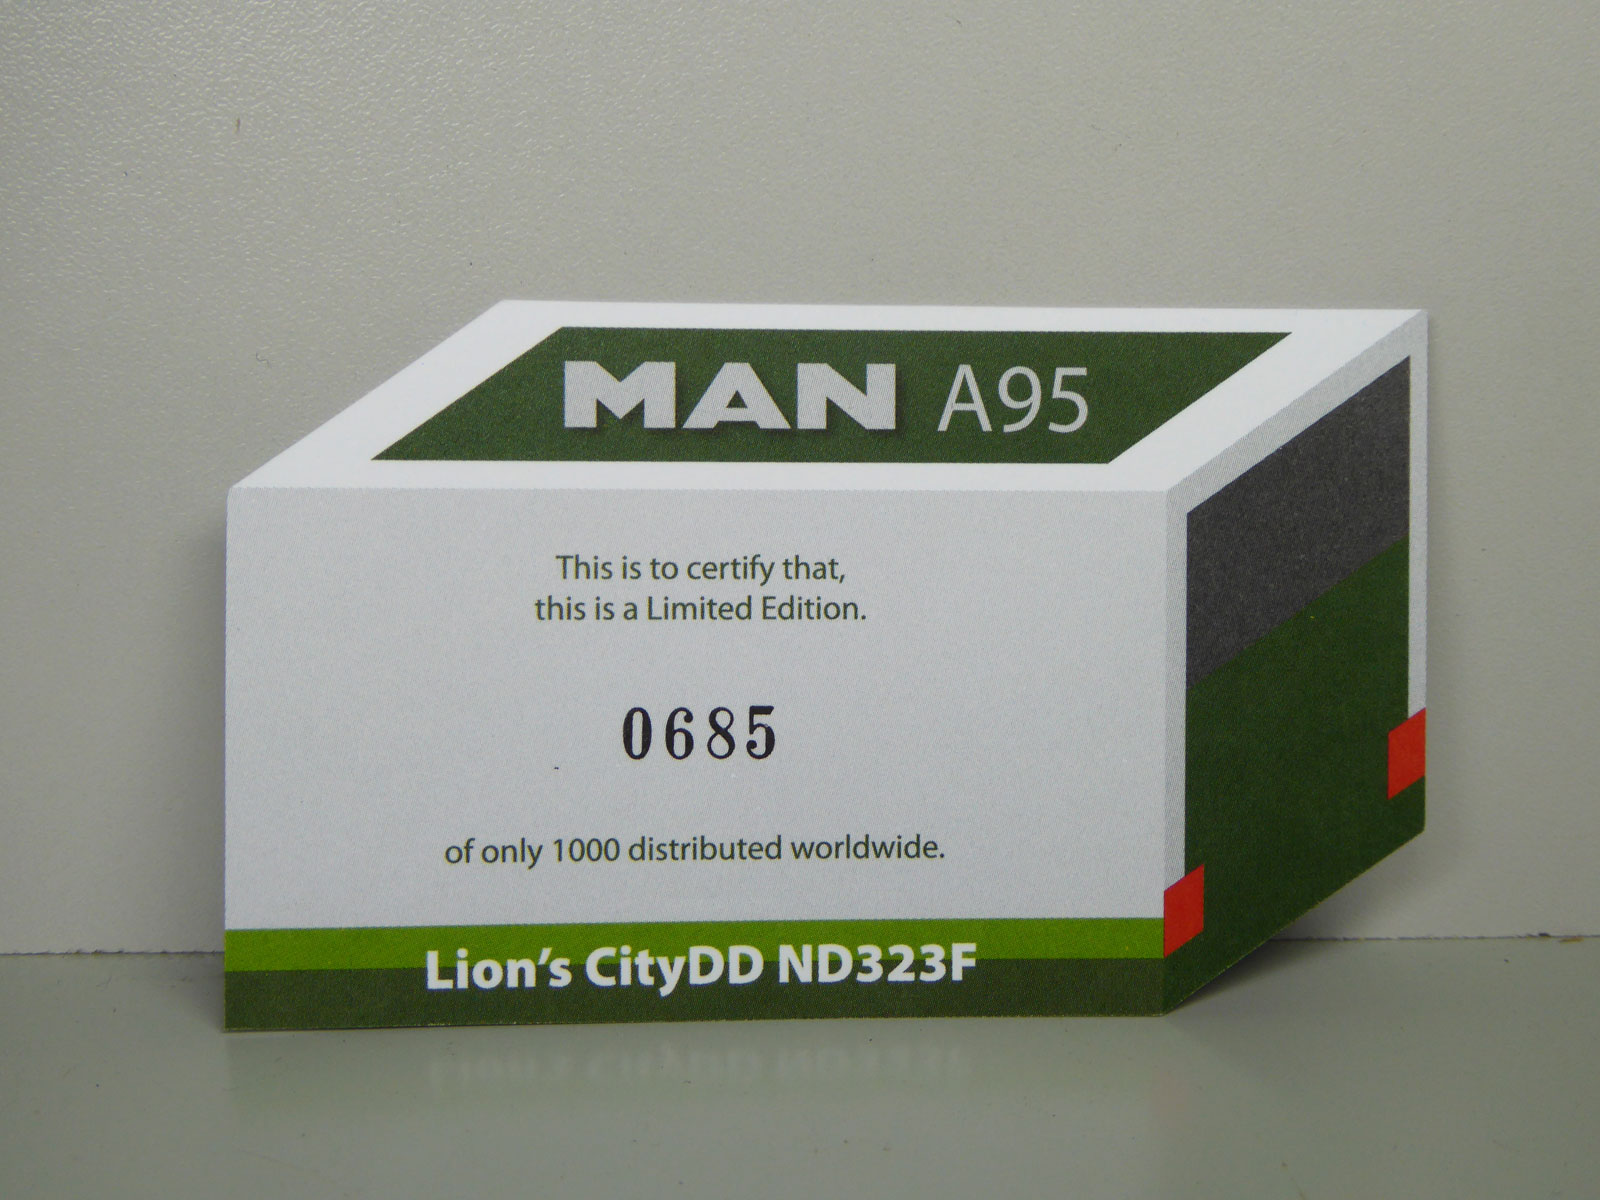 MAN A95
This is to certify that,
this is a Limited Edition.
0685
of only 1000 distributed worldwide.
Lion's CityDD ND323F